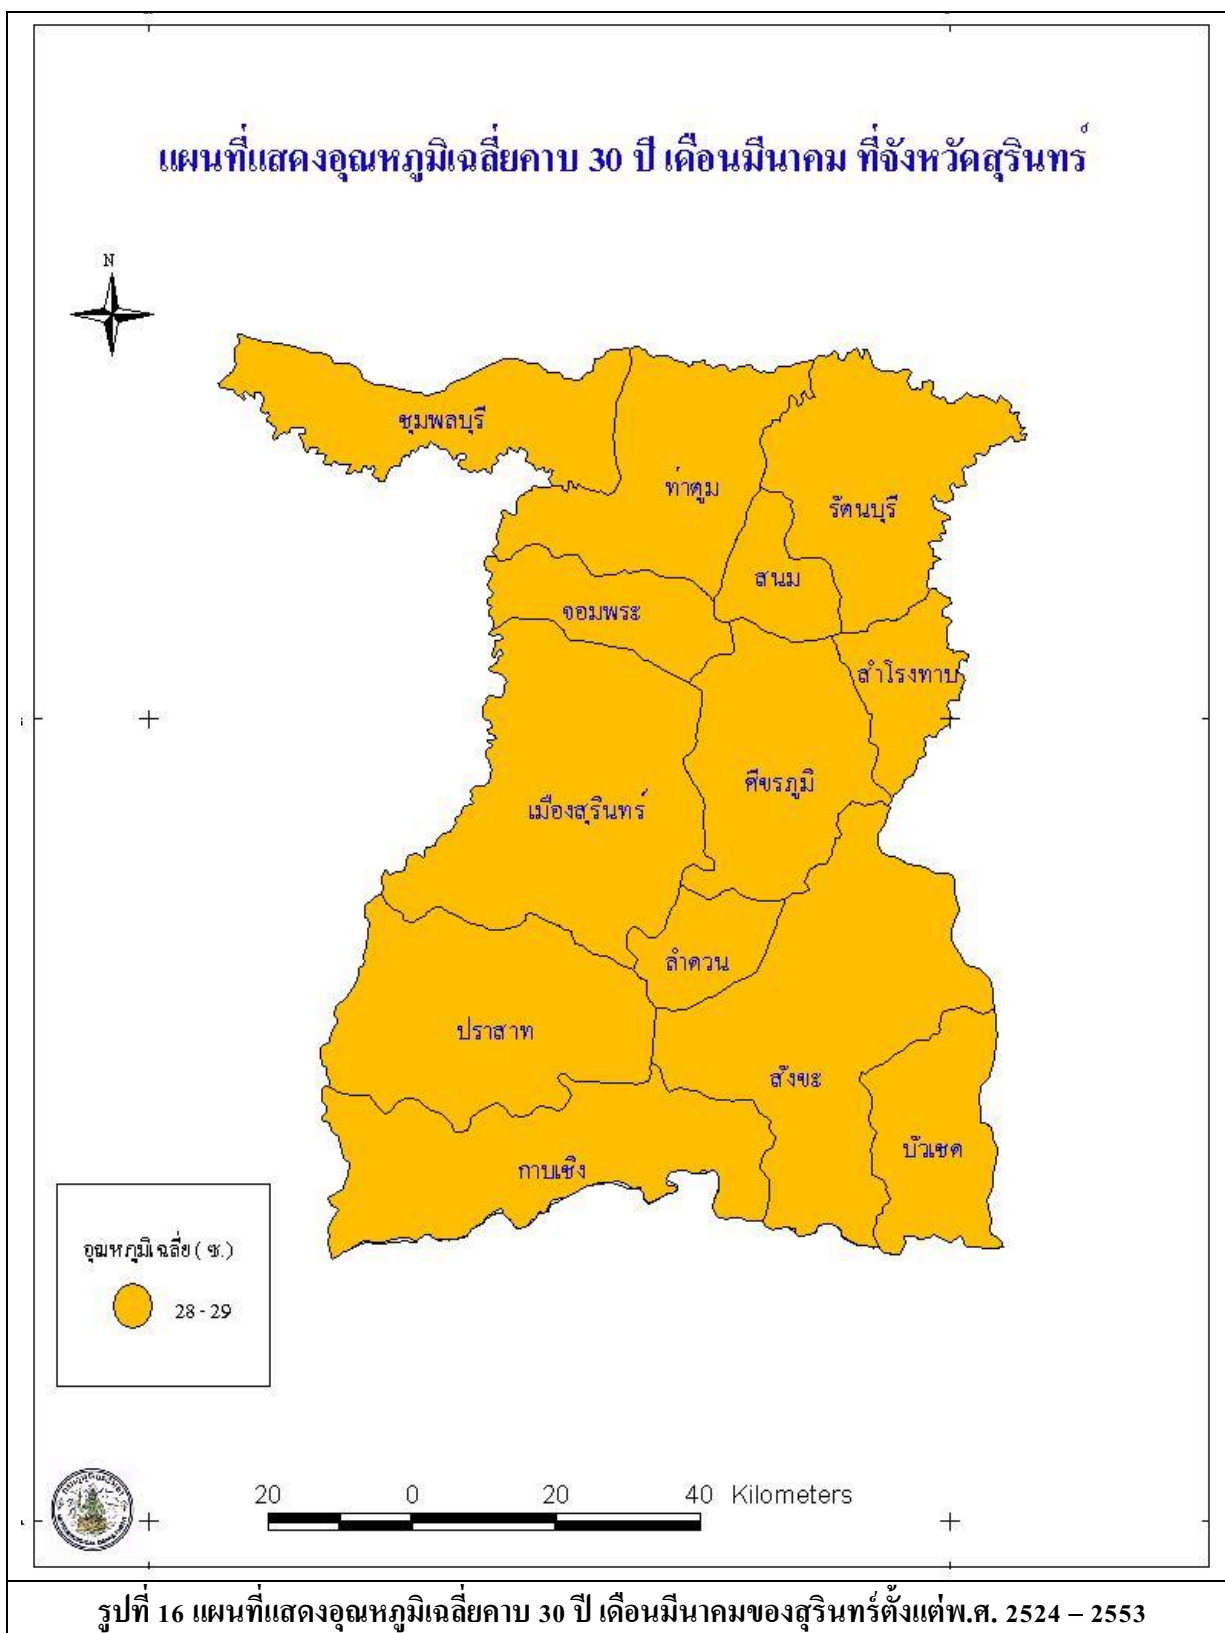 แผนที่แสดงอุณหภูมิเฉลี่ยคาบ 30 ปี เดือนมีนาคม ที่จังหวัดสุรินทร์
N
ชุมพลบุรี
ท่าตูม
รัตนบุรี
สนม
จอมพระ
สำโรงทาบ
ศีขรภูมิ
เมืองสุรินทร์
ลำดวน
ปราสาท
สังขะ
บัวเชด
กาบเชิง
อุณหภูมิเฉลี่ย ( ซ.)
28 - 29
20 0 20 40 Kilometers
รูปที่ 16 แผนที่แสดงอุณหภูมิเฉลี่ยคาบ 30 ปี เดือนมีนาคมของสุรินทร์ตั้งแต่พ.ศ. 2524 – 2553